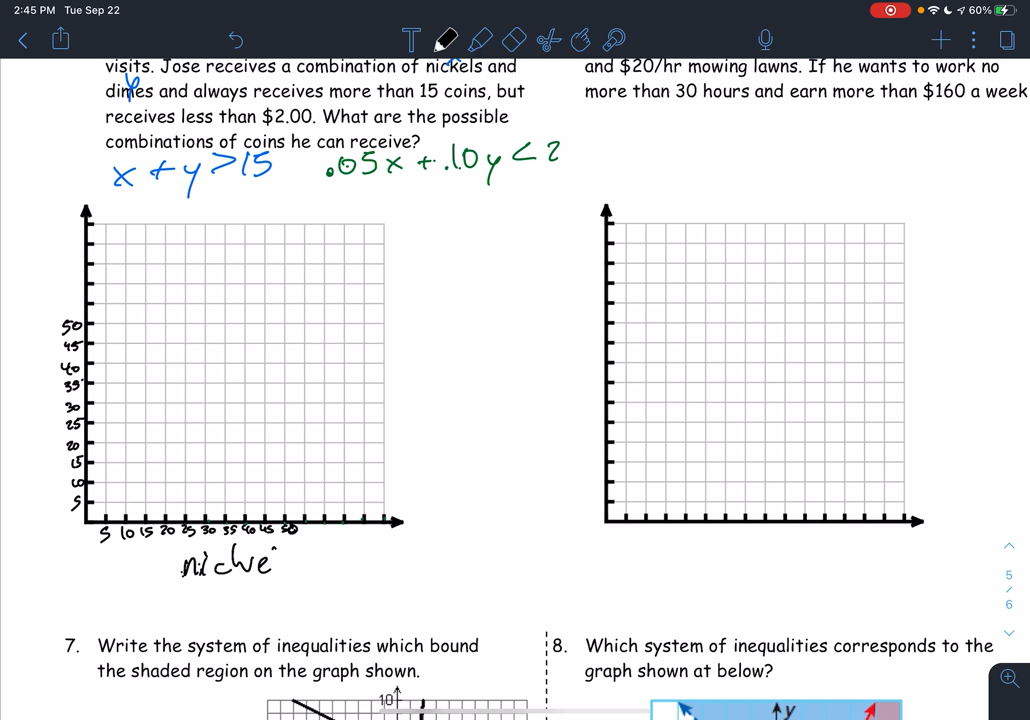 2:45 PM Tue Sep 22
60%
T
visits. Jose receives a combination of nickels and
dimes and always receives more than 15 coins, but
receives less than $2.00. What are the possible
combinations of coins he can receive?
x + y > 15
.05x + .10y < 2
and $20/hr mowing lawns. If he wants to work no
more than 30 hours and earn more than $160 a week
50
45
40
35
30
25
20
15
10
5
5 10 15 20 25 30 35 40 45 50
5
/
6
7. Write the system of inequalities which bound
the shaded region on the graph shown.
10
8. Which system of inequalities corresponds to the
graph shown at below?
y